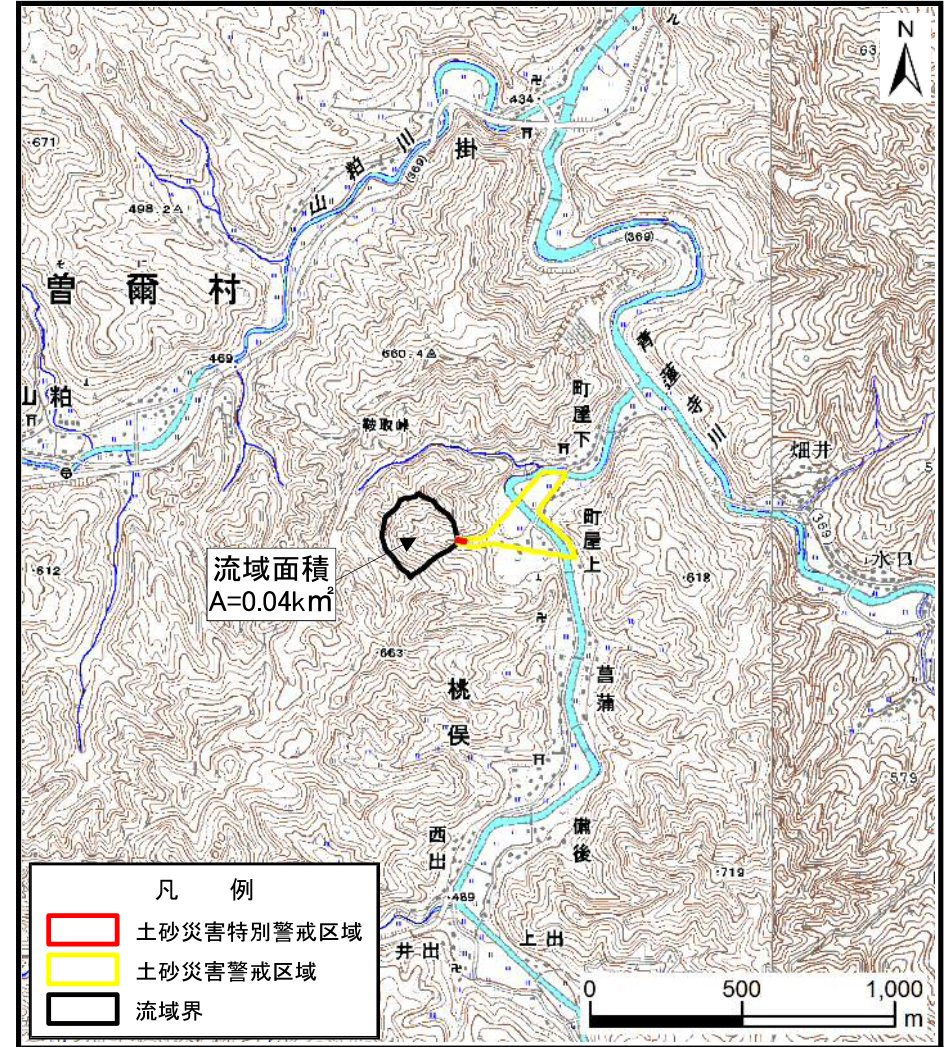 N
434
600
671
掛
山粕川
(369)
498.2
そに
曽爾村
(369)
469
660.4
青蓮寺川
山粕
町屋下
鞍取峠
畑井
町屋上
369
流域面積
A=0.04km²
612
618
663
菖蒲
桃俣
579
備後
西出
719
489
井出
上出
凡 例
土砂災害特別警戒区域
土砂災害警戒区域
流域界
0 500 1,000
m